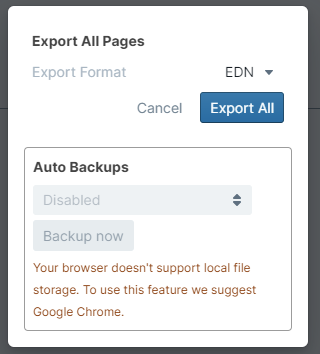 Export All Pages
Export Format EDN
Cancel Export All
Auto Backups
Disabled
Backup now
Your browser doesn't support local file
storage. To use this feature we suggest
Google Chrome.